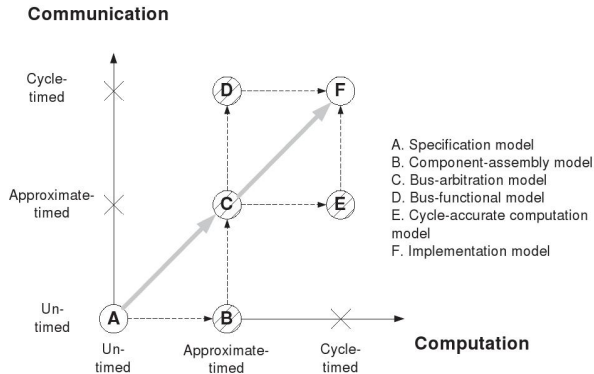 Communication
Cycle-
timed
D
F
A. Specification model
B. Component-assembly model
C. Bus-arbitration model
D. Bus-functional model
E. Cycle-accurate computation
model
F. Implementation model
Approximate-
timed
C
E
Un-
timed
A
B
Computation
Un-
timed
Approximate-
timed
Cycle-
timed